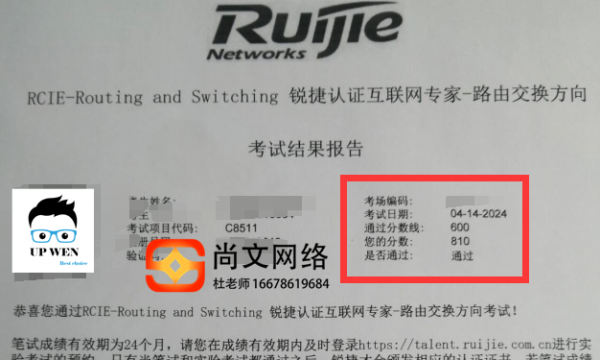 Ruijie
Networks
RCIE-Routing and Switching 锐捷认证互联网专家-路由交换方向
考试结果报告
考生姓名:
考试项目代码: C8511
UP WEN
Best choice
尚文网络
杜老师 16678619684
考场编码:
考试日期: 04-14-2024
通过分数线: 600
您的分数: 810
是否通过: 通过
恭喜您通过RCIE-Routing and Switching 锐捷认证互联网专家-路由交换方向考试!
笔试成绩有效期为24个月，请您在成绩有效期内及时登录https://talent.ruijie.com.cn进行实